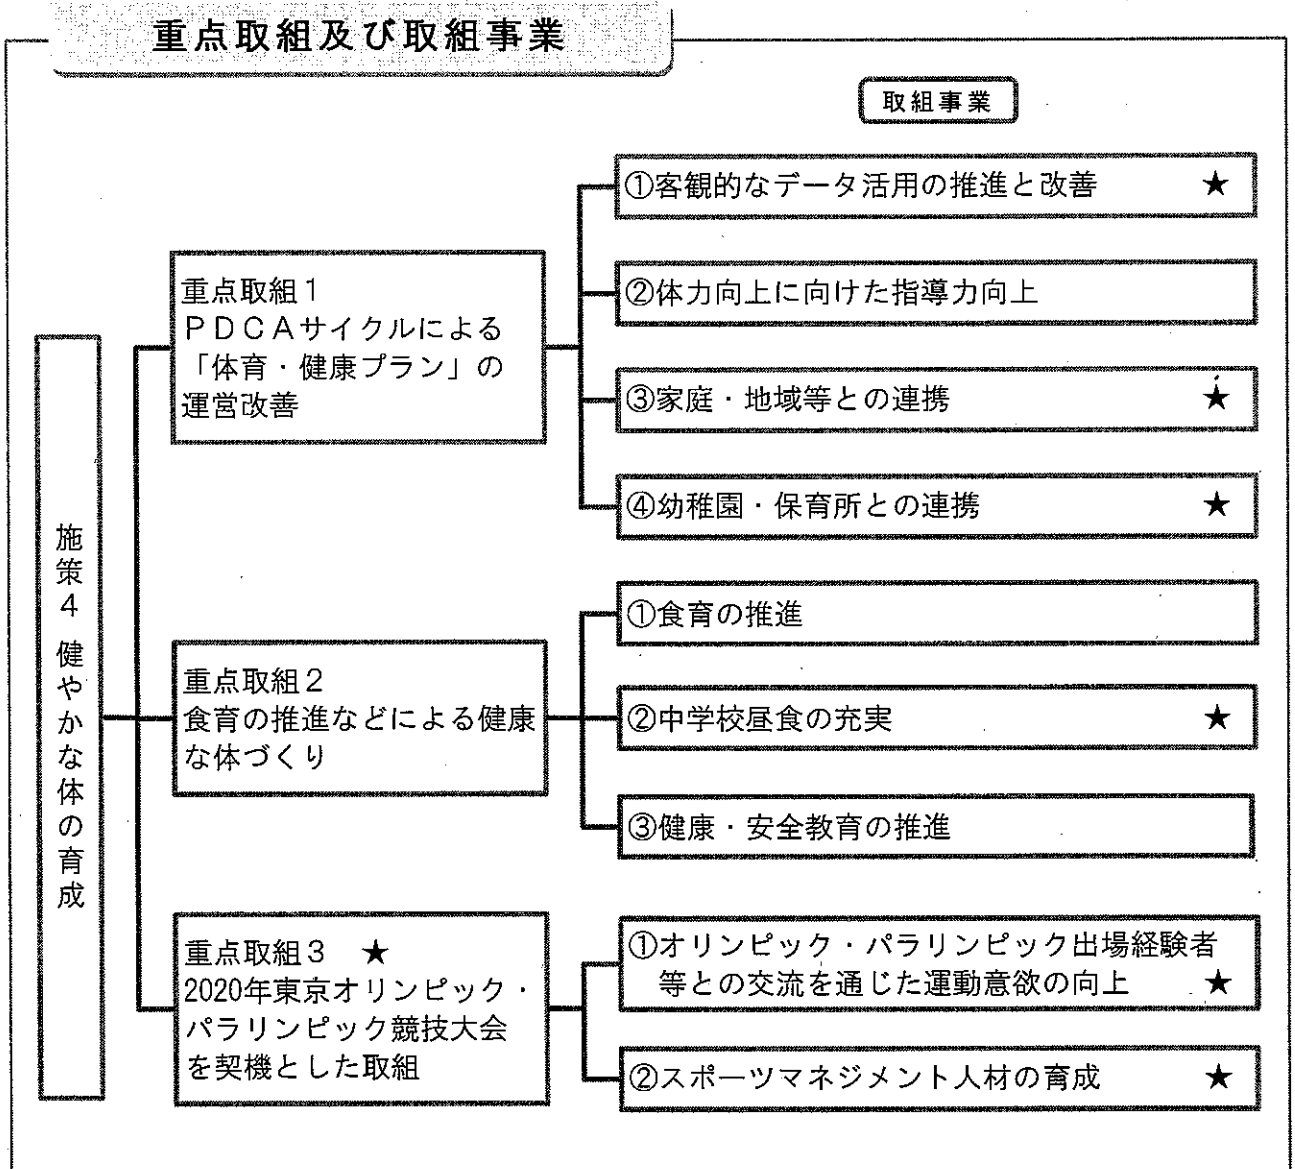 重点取組及び取組事業
取組事業
施策4 健やかな体の育成
重点取組1
PDCAサイクルによる
「体育・健康プラン」の
運営改善
①客観的なデータ活用の推進と改善 ★
②体力向上に向けた指導力向上
③家庭・地域等との連携 ★
④幼稚園・保育所との連携 ★
重点取組2
食育の推進などによる健康
な体づくり
①食育の推進
②中学校昼食の充実 ★
③健康・安全教育の推進
重点取組3 ★
2020年東京オリンピック・
パラリンピック競技大会
を契機とした取組
①オリンピック・パラリンピック出場経験者
等との交流を通じた運動意欲の向上 ★
②スポーツマネジメント人材の育成 ★